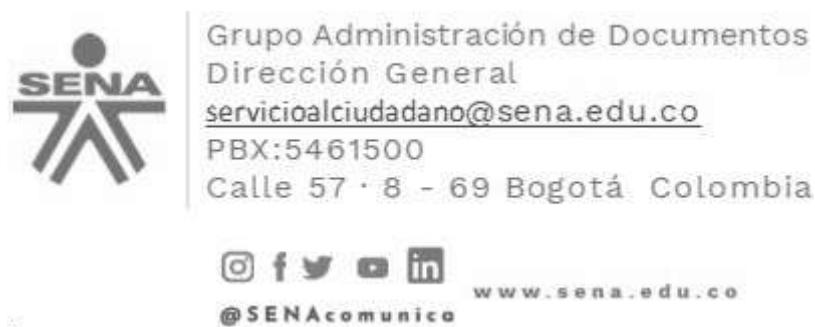 SENA
Grupo Administración de Documentos
Dirección General
servicioalciudadano@sena.edu.co
PBX:5461500
Calle 57 · 8 - 69 Bogotá Colombia
@SENAcomunica
www.sena.edu.co